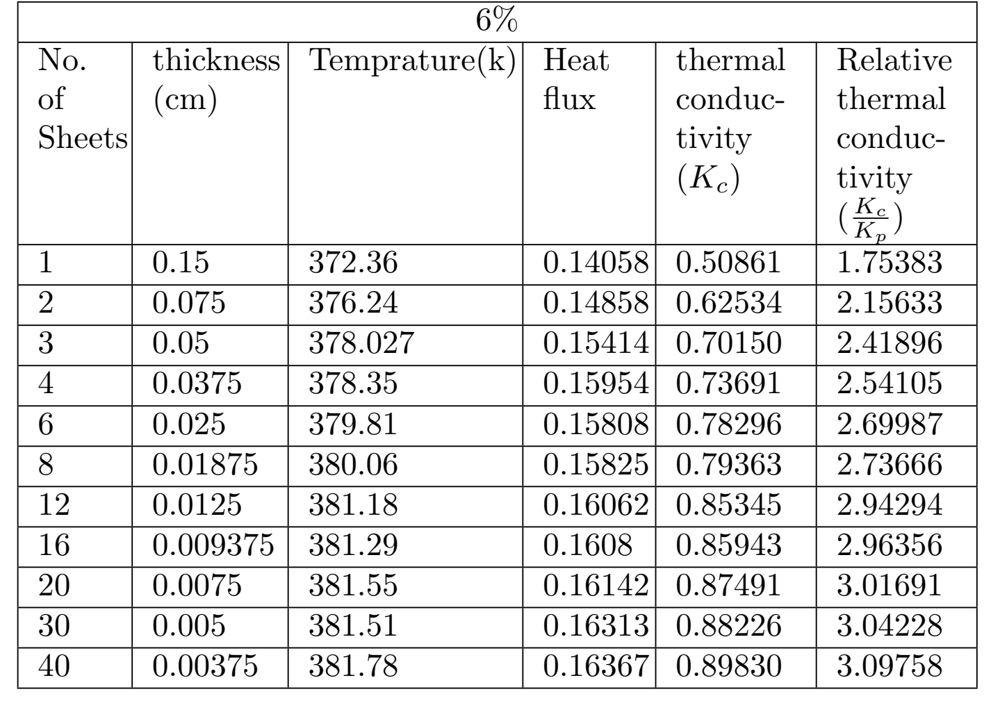 6%
No. of Sheets | thickness (cm) | Temprature(k) | Heat flux | thermal conduc-tivity (K_c) | Relative thermal conduc-tivity (K_c/K_p)
1 | 0.15 | 372.36 | 0.14058 | 0.50861 | 1.75383
2 | 0.075 | 376.24 | 0.14858 | 0.62534 | 2.15633
3 | 0.05 | 378.027 | 0.15414 | 0.70150 | 2.41896
4 | 0.0375 | 378.35 | 0.15954 | 0.73691 | 2.54105
6 | 0.025 | 379.81 | 0.15808 | 0.78296 | 2.69987
8 | 0.01875 | 380.06 | 0.15825 | 0.79363 | 2.73666
12 | 0.0125 | 381.18 | 0.16062 | 0.85345 | 2.94294
16 | 0.009375 | 381.29 | 0.1608 | 0.85943 | 2.96356
20 | 0.0075 | 381.55 | 0.16142 | 0.87491 | 3.01691
30 | 0.005 | 381.51 | 0.16313 | 0.88226 | 3.04228
40 | 0.00375 | 381.78 | 0.16367 | 0.89830 | 3.09758